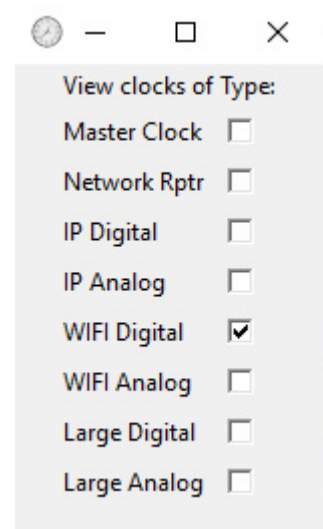 View clocks of Type:
Master Clock
Network Rptr
IP Digital
IP Analog
WIFI Digital
WIFI Analog
Large Digital
Large Analog